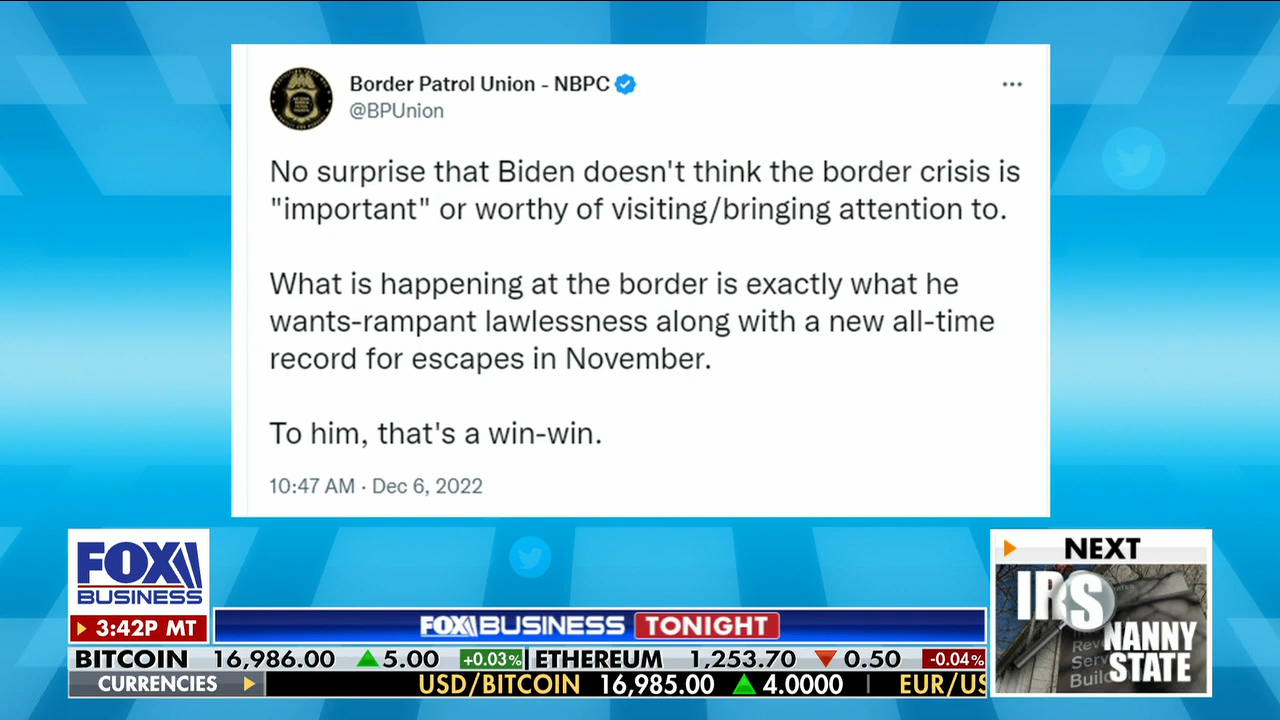 Border Patrol Union - NBPC
@BPUnion
No surprise that Biden doesn't think the border crisis is
"important" or worthy of visiting/bringing attention to.
What is happening at the border is exactly what he
wants-rampant lawlessness along with a new all-time
record for escapes in November.
To him, that's a win-win.
10:47 AM · Dec 6, 2022
FOX
BUSINESS
3:42P MT
FOX BUSINESS TONIGHT
NEXT
IRS
NANNY
STATE
BITCOIN 16,986.00 5.00 +0.03% ETHEREUM 1,253.70 0.50 -0.04%
CURRENCIES USD/BITCOIN 16,985.00 4.0000 EUR/US